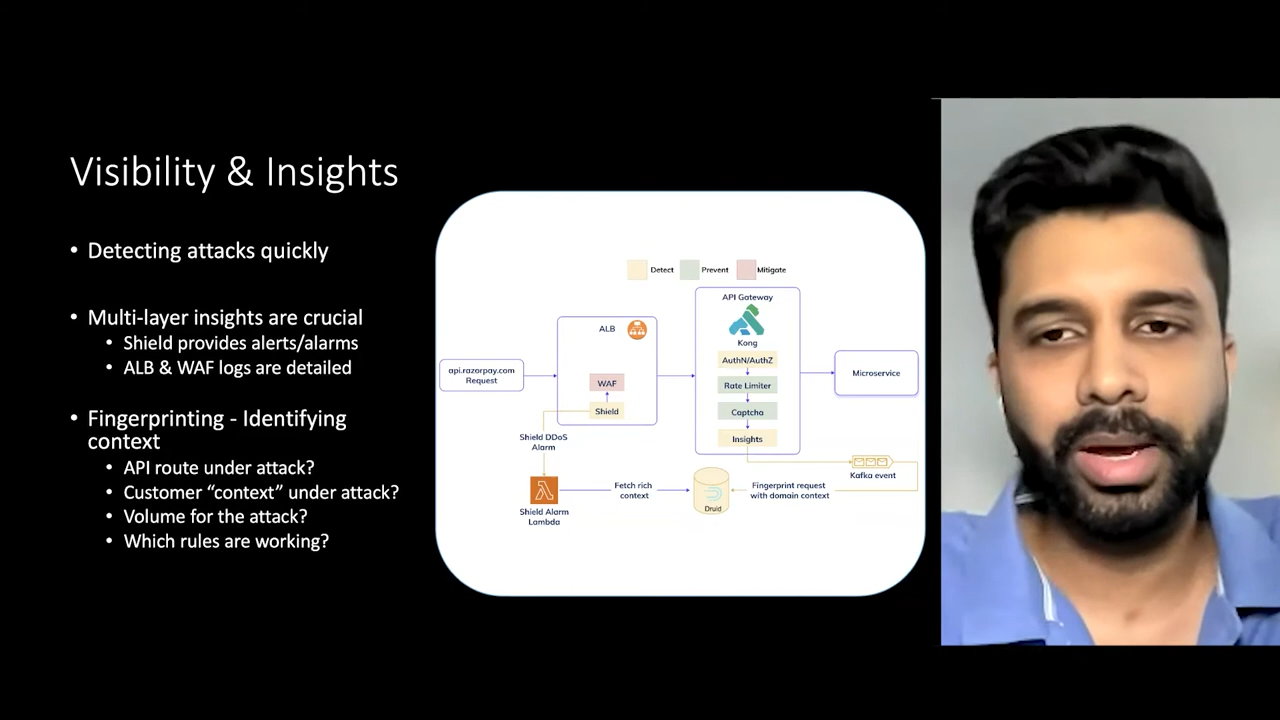 Visibility & Insights
• Detecting attacks quickly
• Multi-layer insights are crucial
• Shield provides alerts/alarms
• ALB & WAF logs are detailed
• Fingerprinting - Identifying
context
• API route under attack?
• Customer “context” under attack?
• Volume for the attack?
• Which rules are working?
Detect
Prevent
Mitigate
api.razorpay.com
Request
ALB
WAF
Shield
Shield DDoS
Alarm
Shield Alarm
Lambda
Fetch rich
context
Druid
API Gateway
Kong
AuthN/AuthZ
Rate Limiter
Captcha
Insights
Microservice
Kafka event
Fingerprint request
with domain context